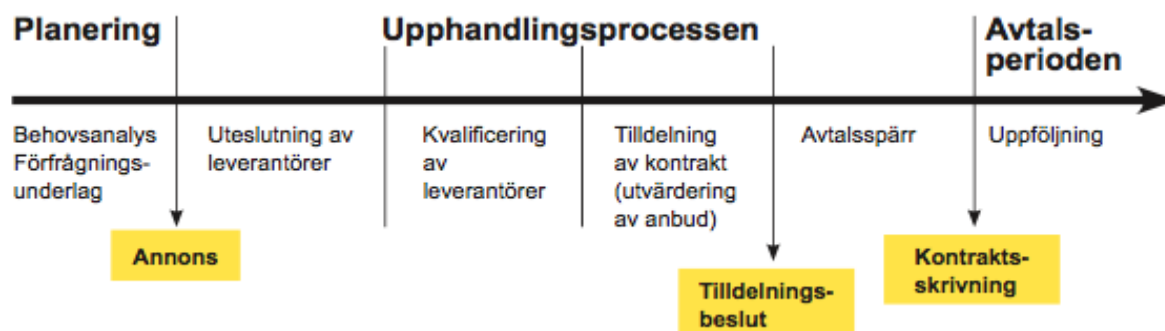 Planering
Upphandlingsprocessen
Avtals-
perioden
Behovsanalys
Förfrågnings-
underlag
Uteslutning av
leverantörer
Kvalificering
av
leverantörer
Tilldelning
av kontrakt
(utvärdering
av anbud)
Avtalsspärr
Uppföljning
Annons
Tilldelnings-
beslut
Kontrakts-
skrivning